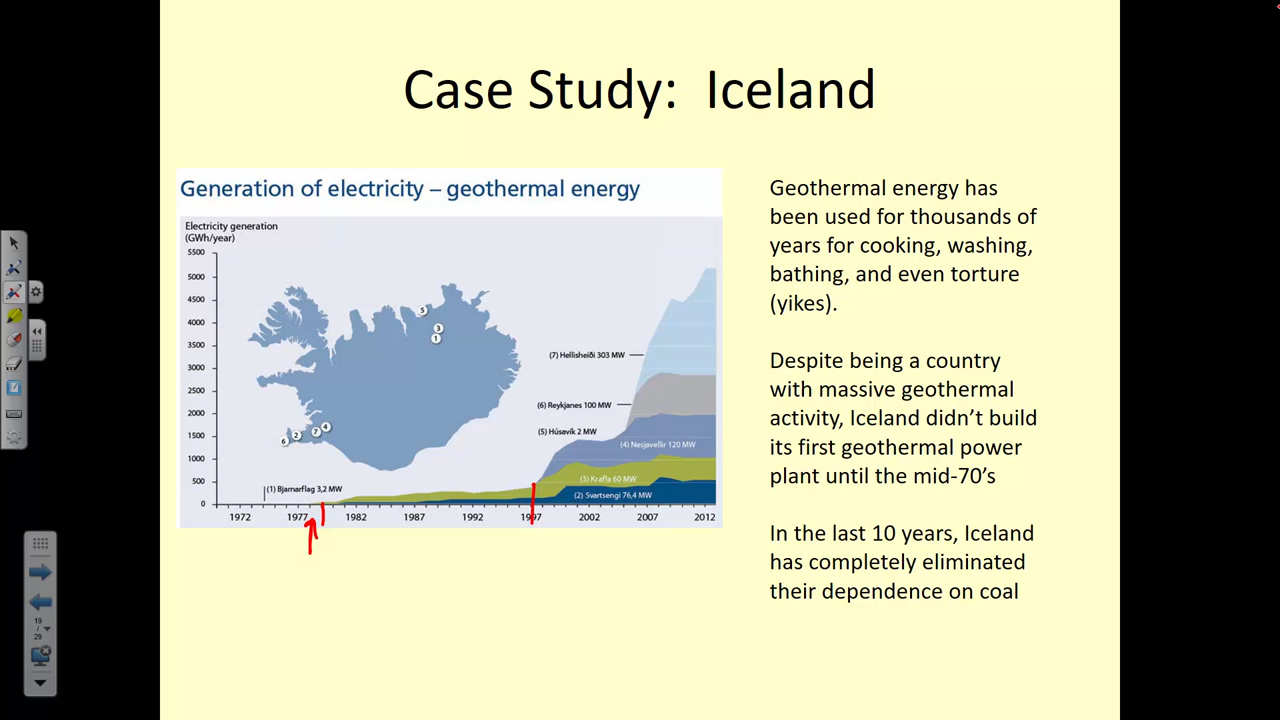 Case Study:  Iceland
Generation of electricity – geothermal energy
Electricity generation
(GWh/year)
5500
5000
4500
4000
3500
3000
2500
2000
1500
1000
500
0
5
3
1
4
7
2
6
(7) Hellisheiði 303 MW
(6) Reykjanes 100 MW
(5) Húsavík 2 MW
(4) Nesjavellir 120 MW
(3) Krafla 60 MW
(2) Svartsengi 76,4 MW
(1) Bjarnarflag 3,2 MW
1972 1977 1982 1987 1992 1997 2002 2007 2012
Geothermal energy has
been used for thousands of
years for cooking, washing,
bathing, and even torture
(yikes).
Despite being a country
with massive geothermal
activity, Iceland didn’t build
its first geothermal power
plant until the mid-70’s
In the last 10 years, Iceland
has completely eliminated
their dependence on coal
19
/
29